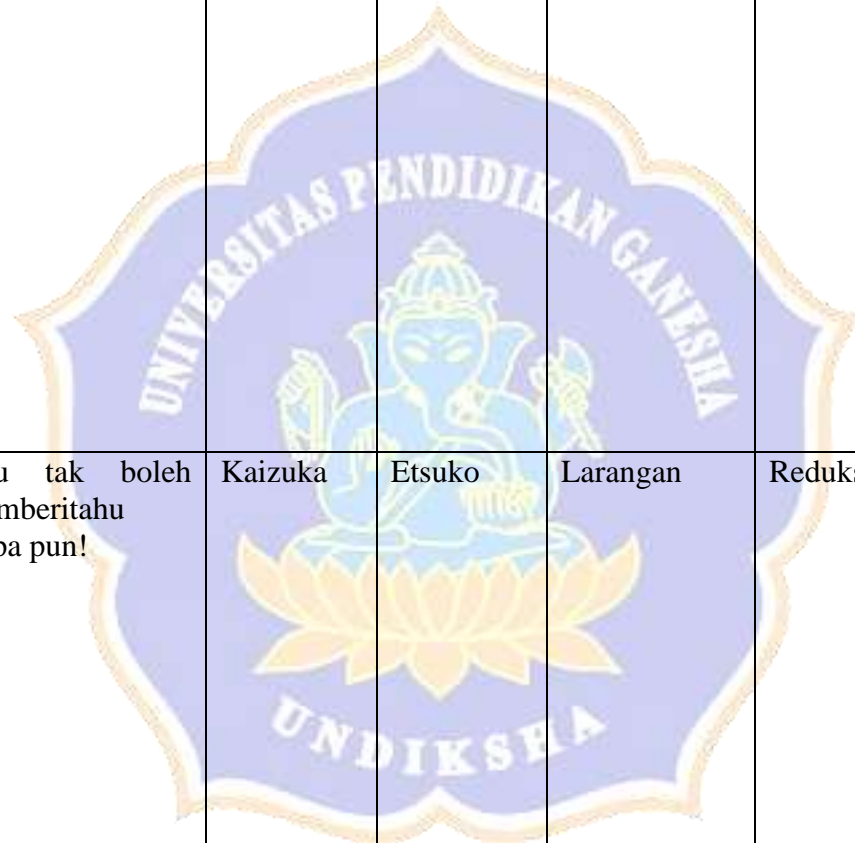 UNIVERSITAS PENDIDIKAN GANESHA
u tak boleh Kaizuka Etsuko Larangan Reduks
mberitahu
pa pun!
UNDIKSHA